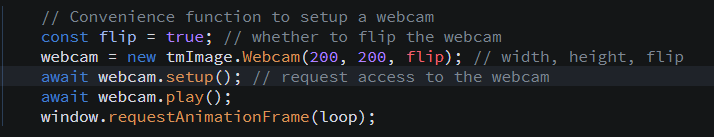 // Convenience function to setup a webcam
const flip = true; // whether to flip the webcam
webcam = new tmImage.Webcam(200, 200, flip); // width, height, flip
await webcam.setup(); // request access to the webcam
await webcam.play();
window.requestAnimationFrame(loop);